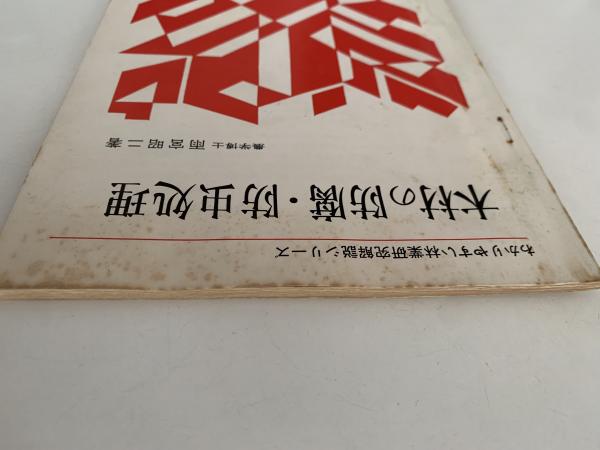 わかりやすい林業研究解説シリーズ
木材の防腐・防虫処理
農学博士 雨宮昭二著